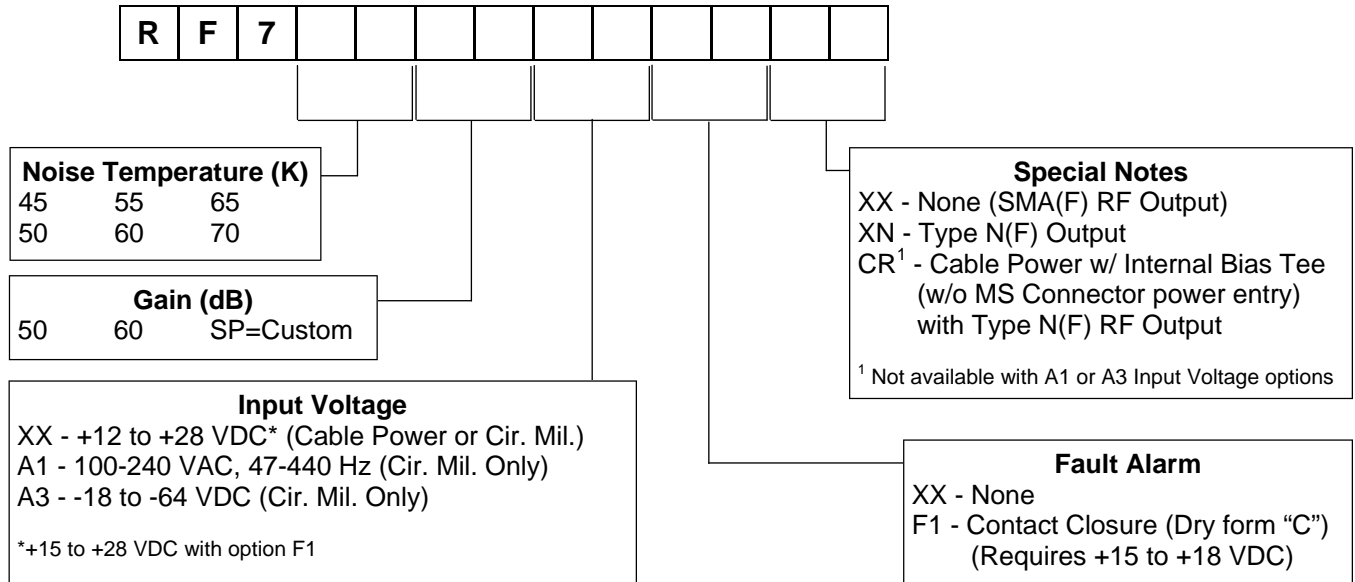 R F 7
Noise Temperature (K)
45 55 65
50 60 70
Gain (dB)
50 60 SP=Custom
Input Voltage
XX - +12 to +28 VDC* (Cable Power or Cir. Mil.)
A1 - 100-240 VAC, 47-440 Hz (Cir. Mil. Only)
A3 - -18 to -64 VDC (Cir. Mil. Only)
*+15 to +28 VDC with option F1
Special Notes
XX - None (SMA(F) RF Output)
XN - Type N(F) Output
CR¹ - Cable Power w/ Internal Bias Tee
(w/o MS Connector power entry)
with Type N(F) RF Output
¹ Not available with A1 or A3 Input Voltage options
Fault Alarm
XX - None
F1 - Contact Closure (Dry form “C”)
(Requires +15 to +18 VDC)